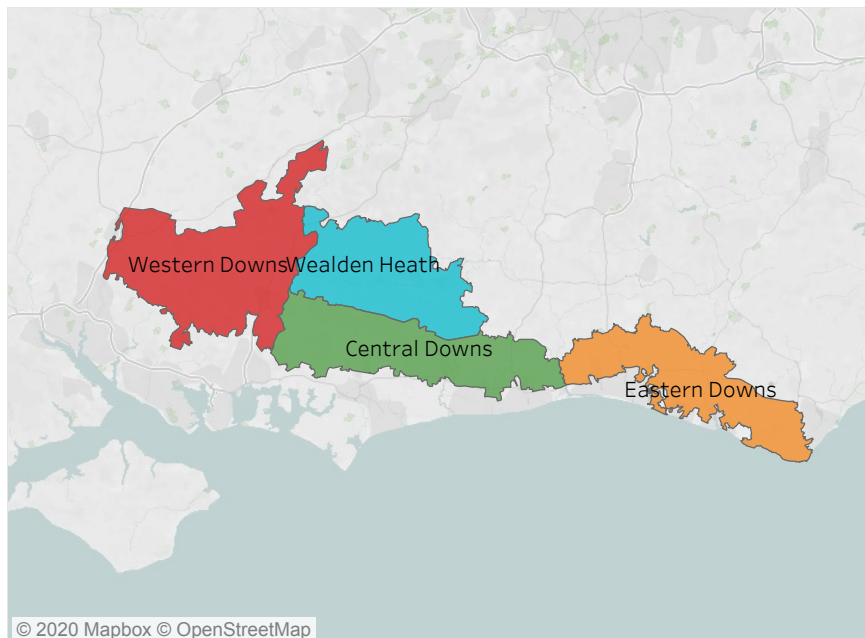 Western Downs
Wealden Heath
Central Downs
Eastern Downs
© 2020 Mapbox © OpenStreetMap